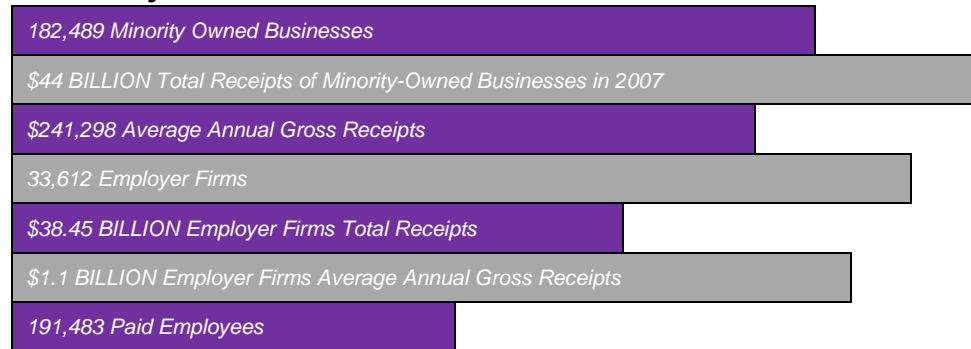 182,489 Minority Owned Businesses
$44 BILLION Total Receipts of Minority-Owned Businesses in 2007
$241,298 Average Annual Gross Receipts
33,612 Employer Firms
$38.45 BILLION Employer Firms Total Receipts
$1.1 BILLION Employer Firms Average Annual Gross Receipts
191,483 Paid Employees